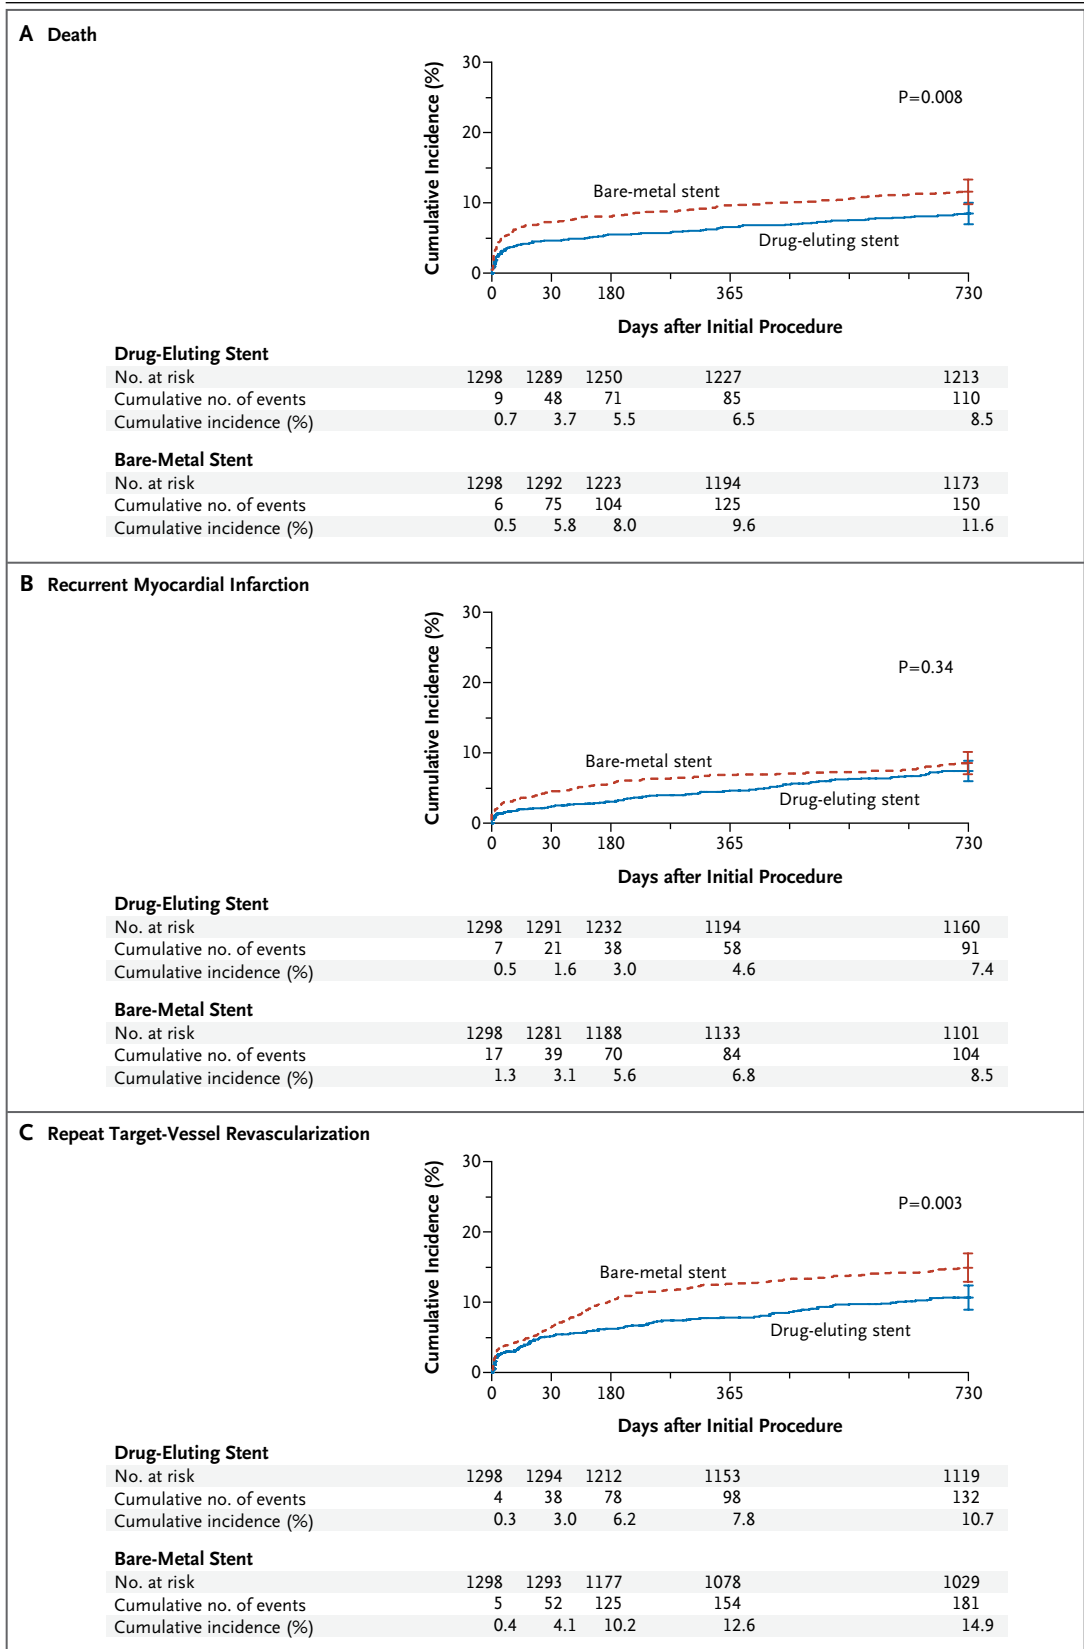 A Death
Cumulative Incidence (%)
30
20
10
0
P=0.008
Bare-metal stent
Drug-eluting stent
0 30 180 365 730
Days after Initial Procedure
Drug-Eluting Stent
No. at risk 1298 1289 1250 1227 1213
Cumulative no. of events 9 48 71 85 110
Cumulative incidence (%) 0.7 3.7 5.5 6.5 8.5
Bare-Metal Stent
No. at risk 1298 1292 1223 1194 1173
Cumulative no. of events 6 75 104 125 150
Cumulative incidence (%) 0.5 5.8 8.0 9.6 11.6
B Recurrent Myocardial Infarction
Cumulative Incidence (%)
30
20
10
0
P=0.34
Bare-metal stent
Drug-eluting stent
0 30 180 365 730
Days after Initial Procedure
Drug-Eluting Stent
No. at risk 1298 1291 1232 1194 1160
Cumulative no. of events 7 21 38 58 91
Cumulative incidence (%) 0.5 1.6 3.0 4.6 7.4
Bare-Metal Stent
No. at risk 1298 1281 1188 1133 1101
Cumulative no. of events 17 39 70 84 104
Cumulative incidence (%) 1.3 3.1 5.6 6.8 8.5
C Repeat Target-Vessel Revascularization
Cumulative Incidence (%)
30
20
10
0
P=0.003
Bare-metal stent
Drug-eluting stent
0 30 180 365 730
Days after Initial Procedure
Drug-Eluting Stent
No. at risk 1298 1294 1212 1153 1119
Cumulative no. of events 4 38 78 98 132
Cumulative incidence (%) 0.3 3.0 6.2 7.8 10.7
Bare-Metal Stent
No. at risk 1298 1293 1177 1078 1029
Cumulative no. of events 5 52 125 154 181
Cumulative incidence (%) 0.4 4.1 10.2 12.6 14.9